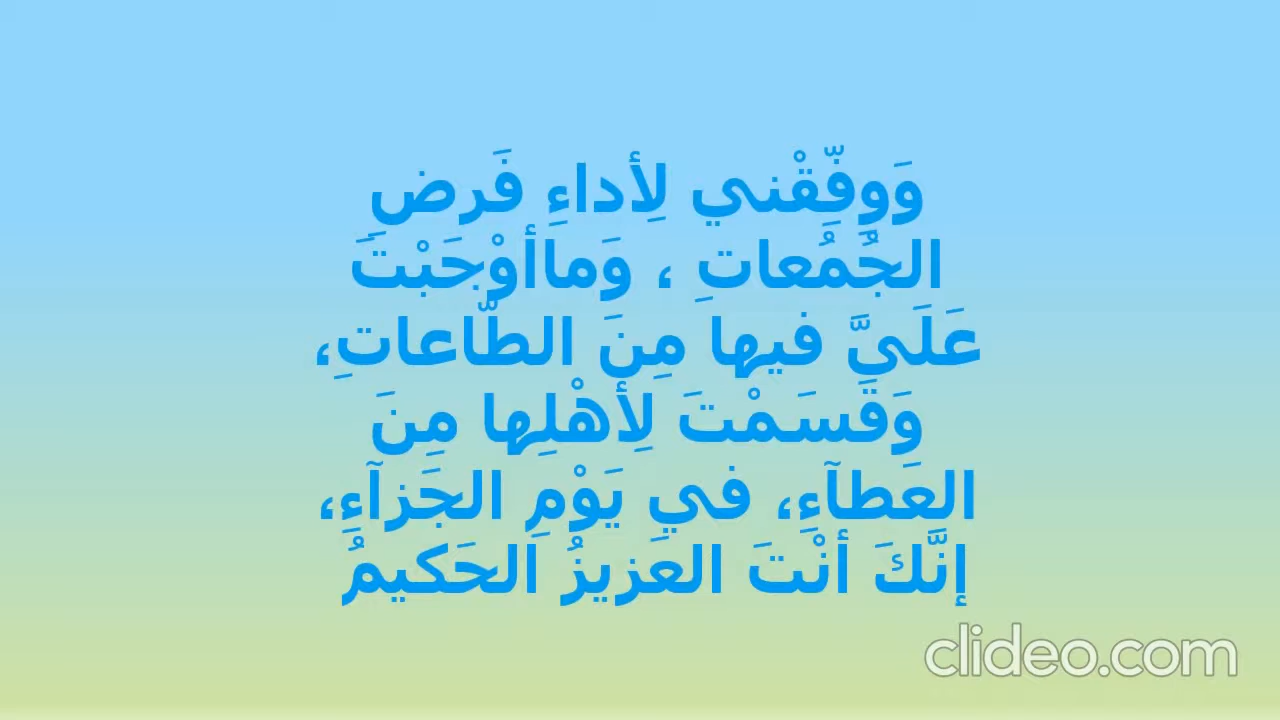 وَوَفِّقْني لِأداءِ فَرضِ
الجُمُعاتِ ، وَماأوْجَبْتَ
عَلَىَّ فيها مِنَ الطّاعاتِ،
وَقَسَمْتَ لِأهْلِها مِنَ
العَطآءِ، في يَوْمِ الجَزآءِ،
إنَّكَ أنْتَ العَزيزُ الحَكيمُ
clideo.com